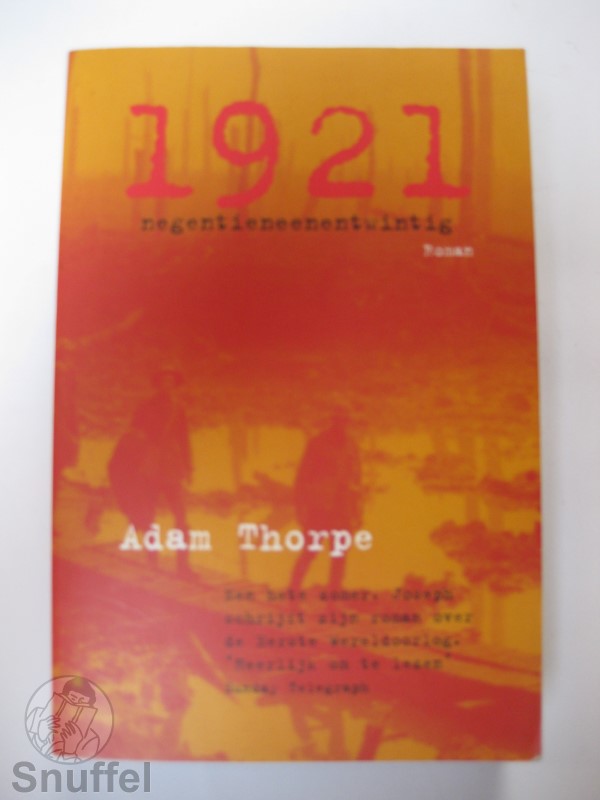 1921
negentieneenentwintig
Roman
Adam Thorpe
Een hete zomer. Joseph
schrijft zijn roman over
de Eerste Wereldoorlog.
'Heerlijk om te lezen'
Sunday Telegraph
Snuffel